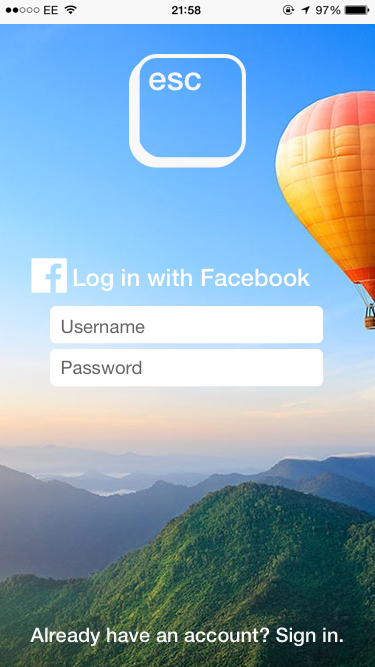 EE 21:58 97%
esc
Log in with Facebook
Username
Password
Already have an account? Sign in.